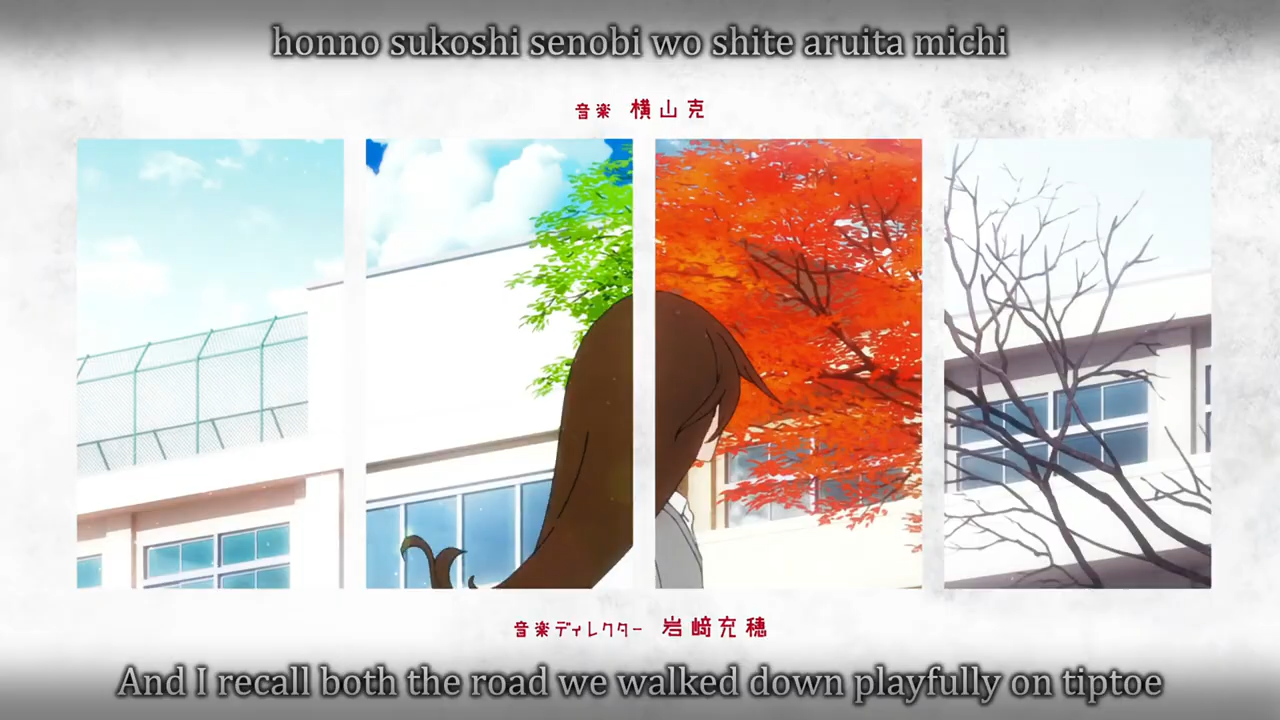 honno sukoshi senobi wo shite aruita michi
音楽 横山克
音楽ディレクター 岩﨑充穂
And I recall both the road we walked down playfully on tiptoe